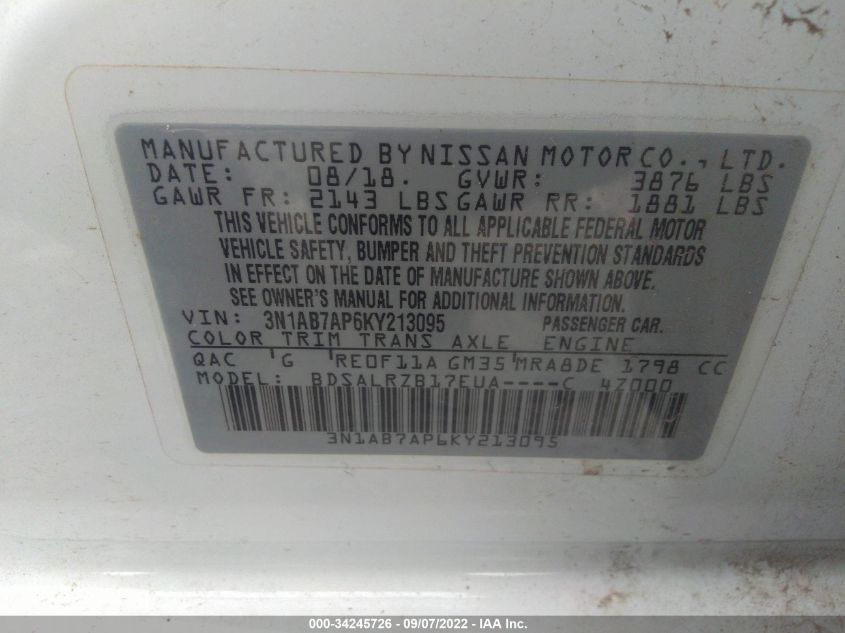 MANUFACTURED BY NISSAN MOTOR CO., LTD.
DATE: 08/18. GVWR: 3876 LBS
GAWR FR: 2143 LBS GAWR RR: 1881 LBS
THIS VEHICLE CONFORMS TO ALL APPLICABLE FEDERAL MOTOR
VEHICLE SAFETY, BUMPER AND THEFT PREVENTION STANDARDS
IN EFFECT ON THE DATE OF MANUFACTURE SHOWN ABOVE.
SEE OWNER'S MANUAL FOR ADDITIONAL INFORMATION.
VIN: 3N1AB7AP6KY213095 PASSENGER CAR.
COLOR TRIM TRANS AXLE ENGINE
QAC G RE0F11A GM35 MRA8DE 1798 CC
MODEL: BDSALRZB17EUA----C 4Z000
3N1AB7AP6KY213095
000-34245726 - 09/07/2022 - IAA Inc.